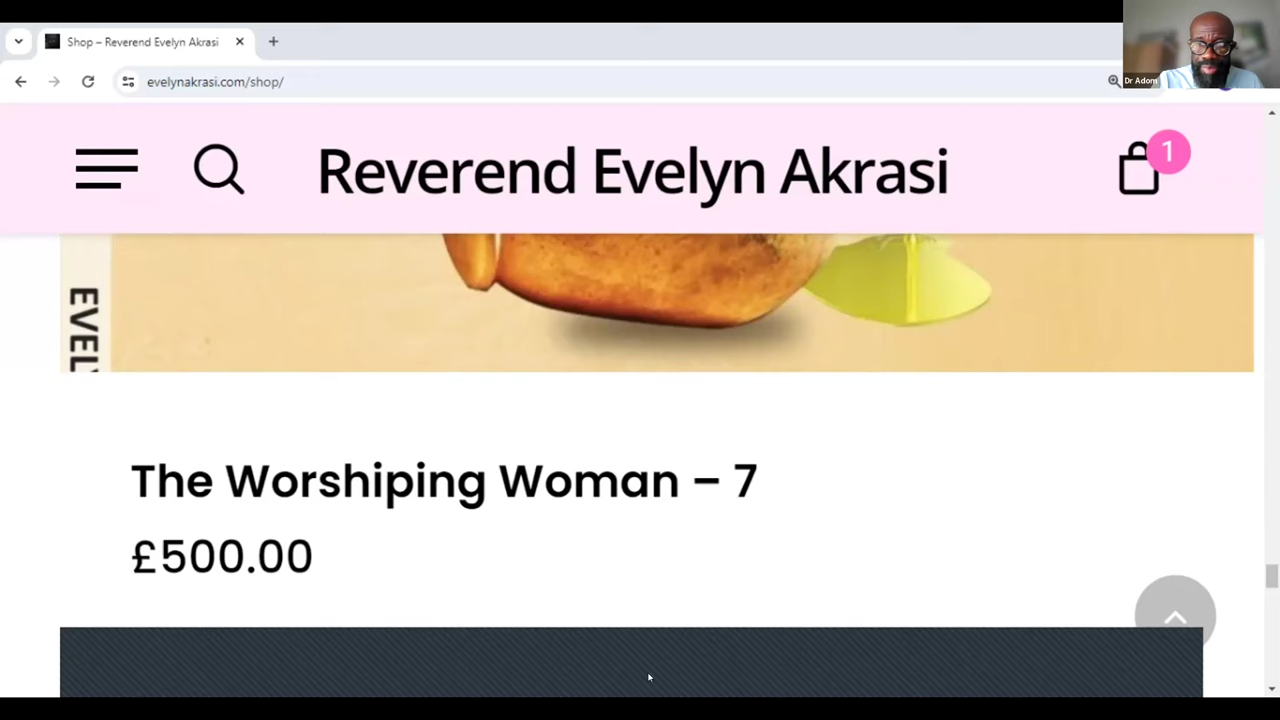 Shop – Reverend Evelyn Akrasi
evelynakrasi.com/shop/
Dr Adom
Reverend Evelyn Akrasi
1
EVEL
The Worshiping Woman – 7
£500.00